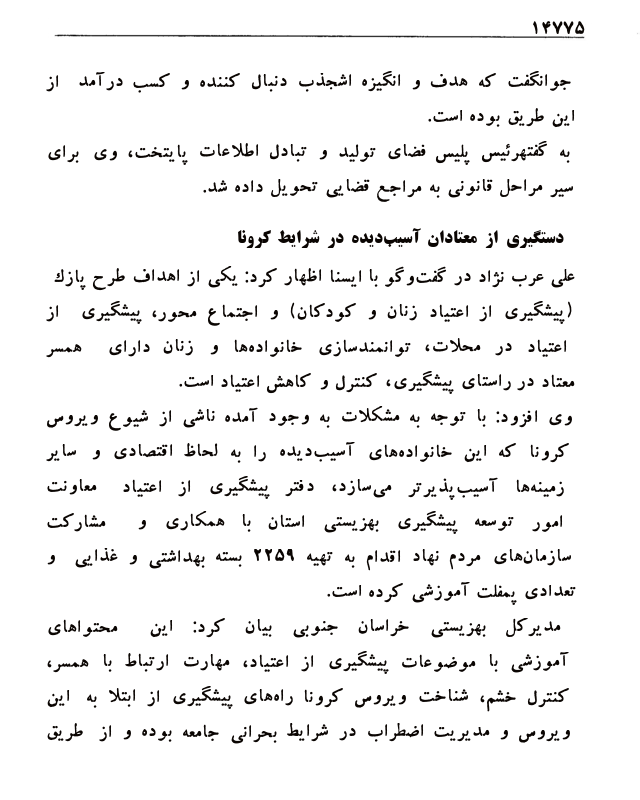 ۱۴۷۷۵
جوانگفت که هدف و انگیزه اشجذب دنبال کننده و کسب درآمد از
این طریق بوده است.
به گفتهرئیس پلیس فضای تولید و تبادل اطلاعات پایتخت، وی برای
سیر مراحل قانونی به مراجع قضایی تحویل داده شد.
دستگیری از معتادان آسیب‌دیده در شرایط کرونا
علی عرب نژاد در گفت‌وگو با ایسنا اظهار کرد: یکی از اهداف طرح پازک
(پیشگیری از اعتیاد زنان و کودکان) و اجتماع محور، پیشگیری از
اعتیاد در محلات، توانمندسازی خانواده‌ها و زنان دارای همسر
معتاد در راستای پیشگیری، کنترل و کاهش اعتیاد است.
وی افزود: با توجه به مشکلات به وجود آمده ناشی از شیوع ویروس
کرونا که این خانواده‌های آسیب‌دیده را به لحاظ اقتصادی و سایر
زمینه‌ها آسیب‌پذیرتر می‌سازد، دفتر پیشگیری از اعتیاد معاونت
امور توسعه پیشگیری بهزیستی استان با همکاری و مشارکت
سازمان‌های مردم نهاد اقدام به تهیه ۲۲۵۹ بسته بهداشتی و غذایی و
تعدادی پمفلت آموزشی کرده است.
مدیرکل بهزیستی خراسان جنوبی بیان کرد: این محتواهای
آموزشی با موضوعات پیشگیری از اعتیاد، مهارت ارتباط با همسر،
کنترل خشم، شناخت ویروس کرونا راه‌های پیشگیری از ابتلا به این
ویروس و مدیریت اضطراب در شرایط بحرانی جامعه بوده و از طریق